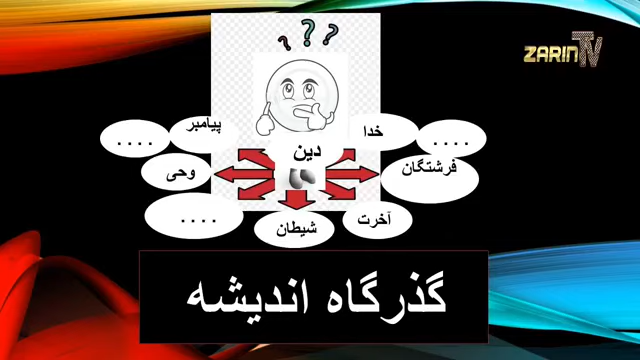 ZARIN TV
? ? ?
پیامبر
خدا
. . . .
. . . .
دین
وحی
فرشتگان
. . . .
شیطان
آخرت
گذرگاه اندیشه